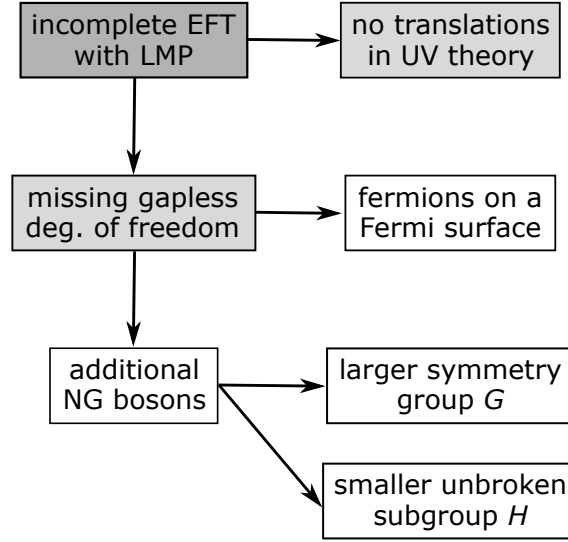 incomplete EFT
with LMP
no translations
in UV theory
missing gapless
deg. of freedom
fermions on a
Fermi surface
additional
NG bosons
larger symmetry
group G
smaller unbroken
subgroup H